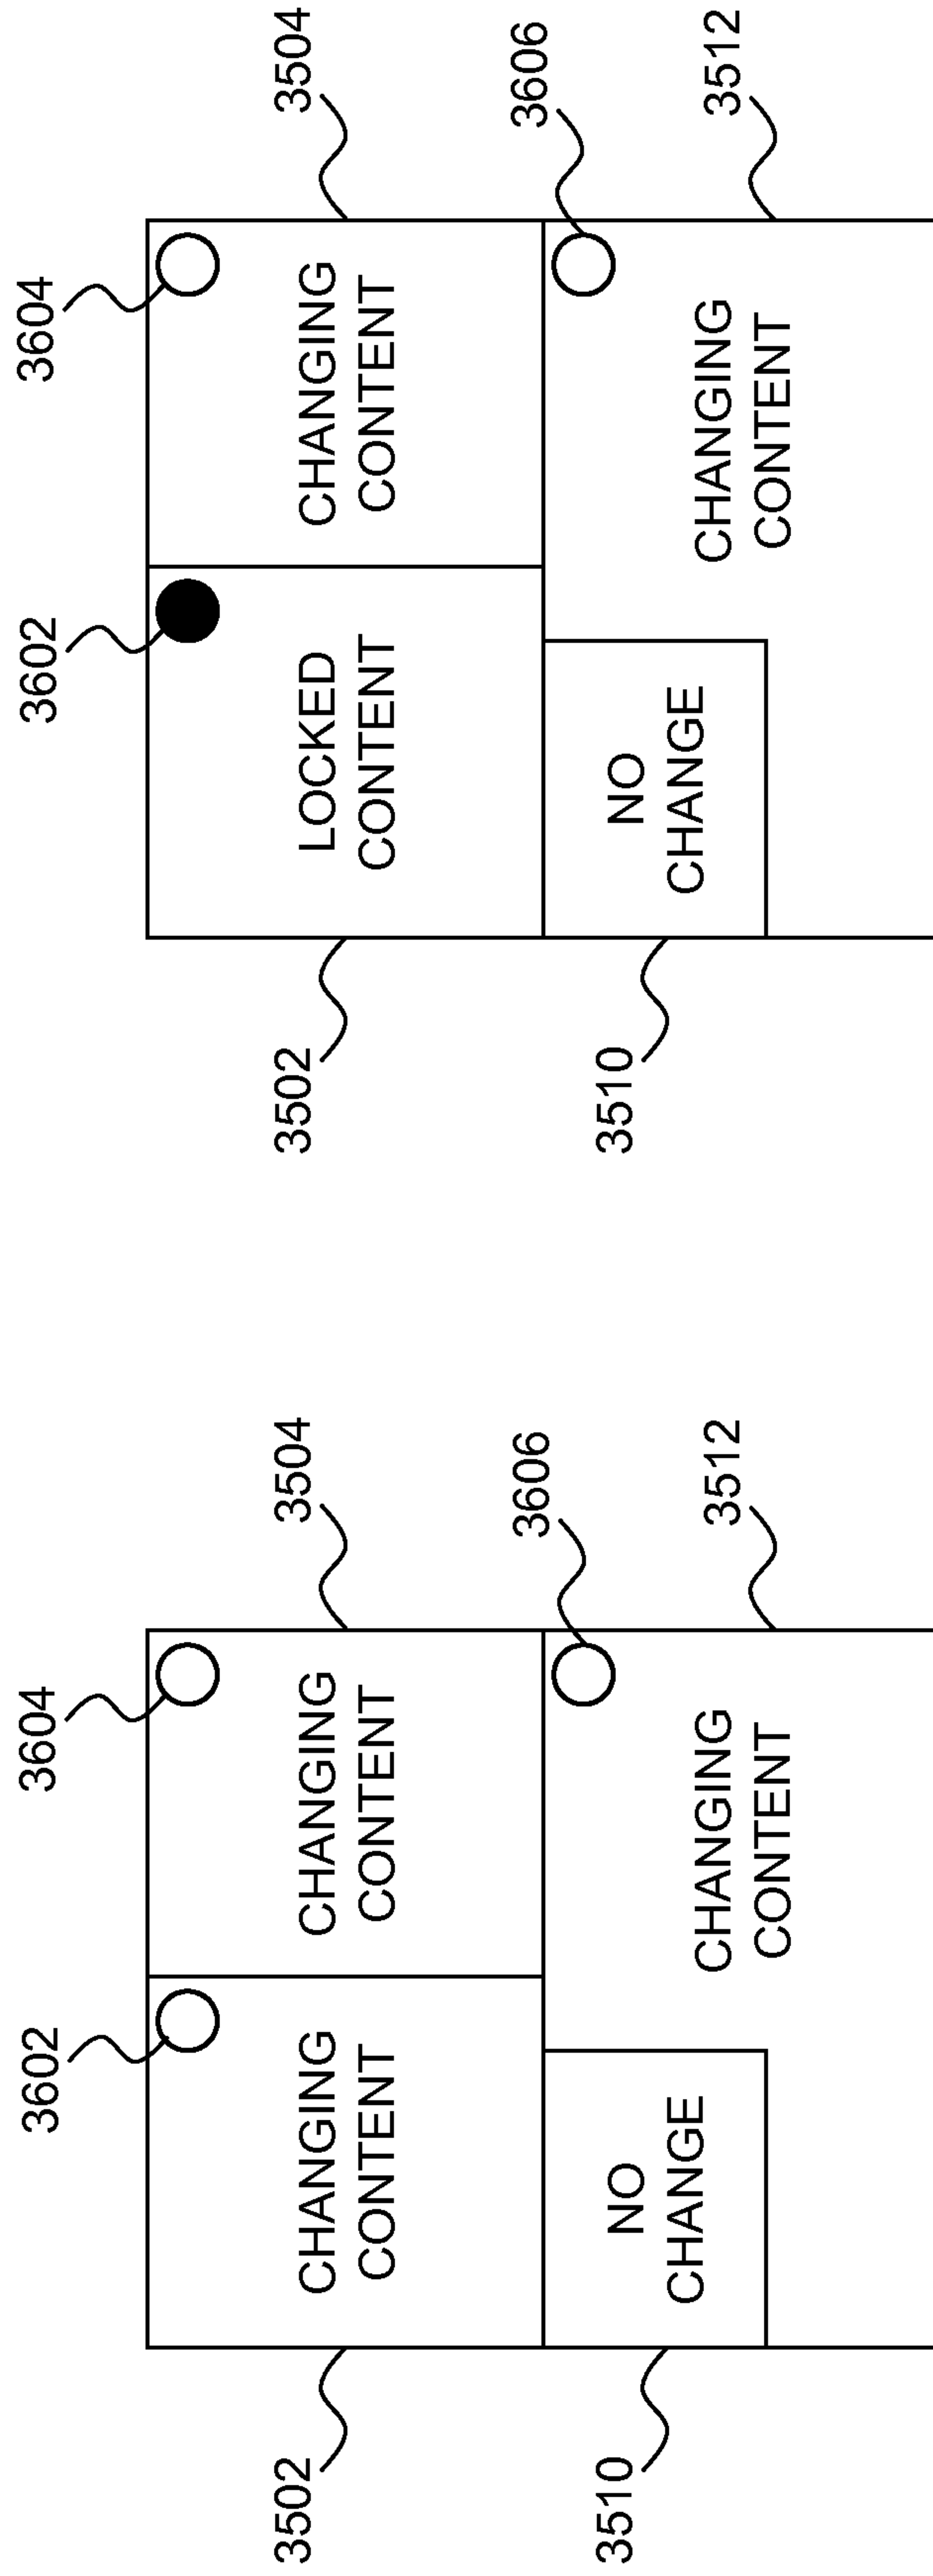 3602
3604
CHANGING
CONTENT
CHANGING
CONTENT
3502
3504
3606
NO
CHANGE
CHANGING
CONTENT
3510
3512
3602
3604
LOCKED
CONTENT
CHANGING
CONTENT
3502
3504
3606
NO
CHANGE
CHANGING
CONTENT
3510
3512